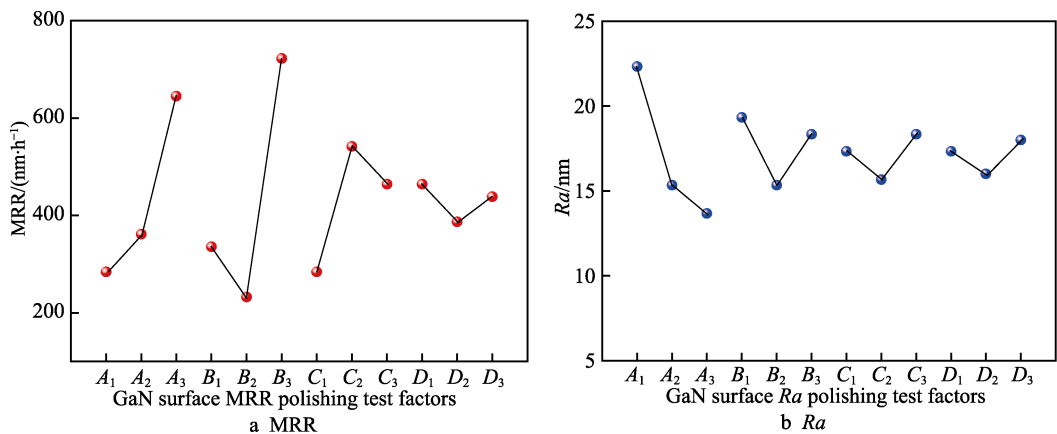 800
600
400
200
MRR/(nm·h⁻¹)
A₁ A₂ A₃ B₁ B₂ B₃ C₁ C₂ C₃ D₁ D₂ D₃
GaN surface MRR polishing test factors
a MRR
25
20
15
10
5
Ra/nm
A₁ A₂ A₃ B₁ B₂ B₃ C₁ C₂ C₃ D₁ D₂ D₃
GaN surface Ra polishing test factors
b Ra